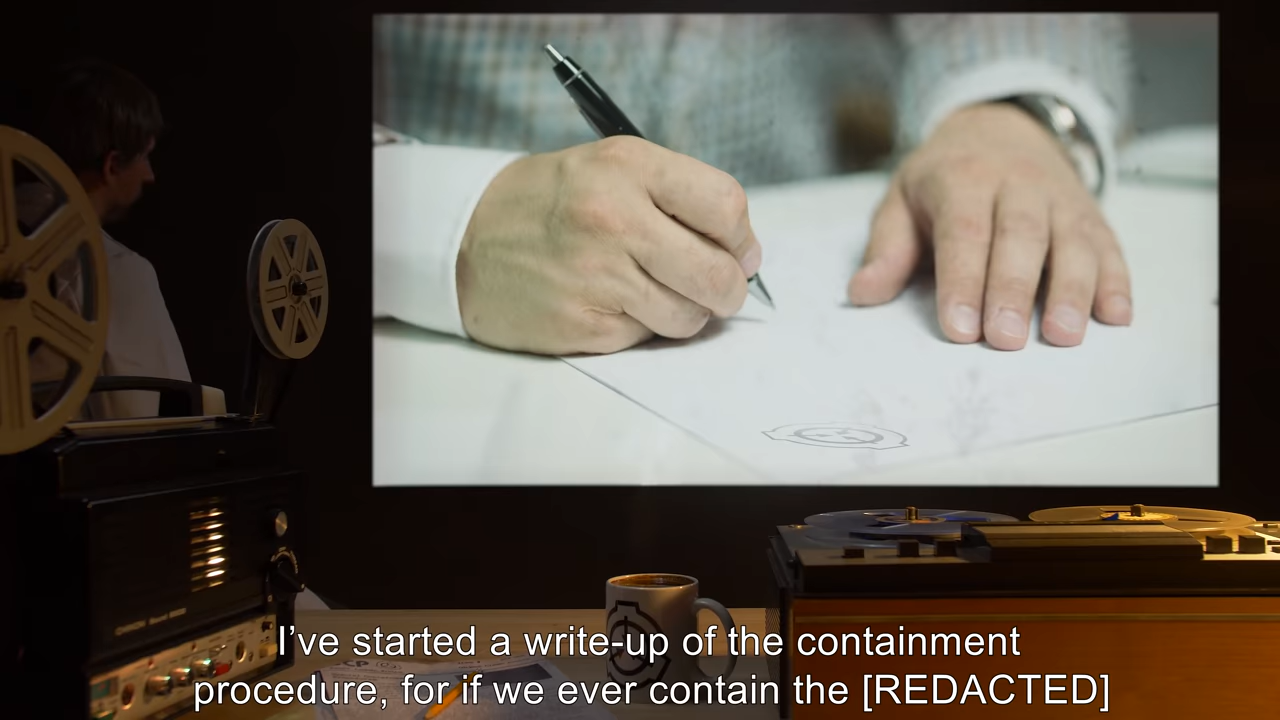 I've started a write-up of the containment
procedure, for if we ever contain the [REDACTED]